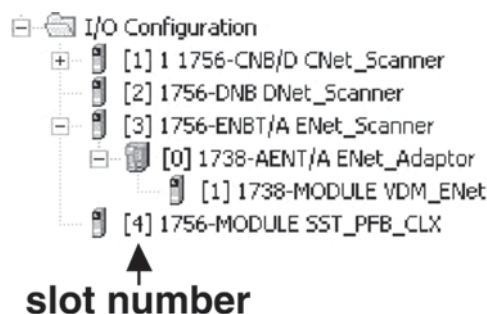 I/O Configuration
[1] 1 1756-CNB/D CNet_Scanner
[2] 1756-DNB DNet_Scanner
[3] 1756-ENBT/A ENet_Scanner
[0] 1738-AENT/A ENet_Adaptor
[1] 1738-MODULE VDM_ENet
[4] 1756-MODULE SST_PFB_CLX
slot number